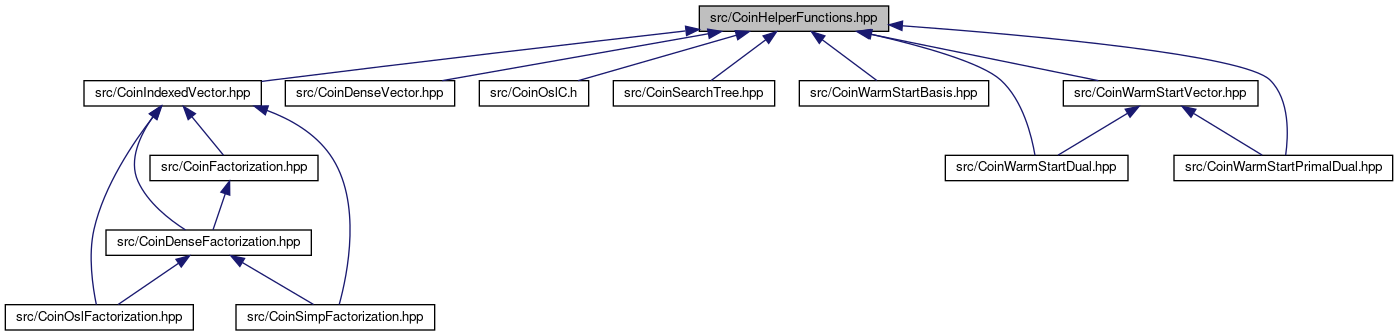 src/CoinHelperFunctions.hpp
src/CoinIndexedVector.hpp
src/CoinDenseVector.hpp
src/CoinOslC.h
src/CoinSearchTree.hpp
src/CoinWarmStartBasis.hpp
src/CoinWarmStartVector.hpp
src/CoinFactorization.hpp
src/CoinWarmStartDual.hpp
src/CoinWarmStartPrimalDual.hpp
src/CoinDenseFactorization.hpp
src/CoinOslFactorization.hpp
src/CoinSimpFactorization.hpp